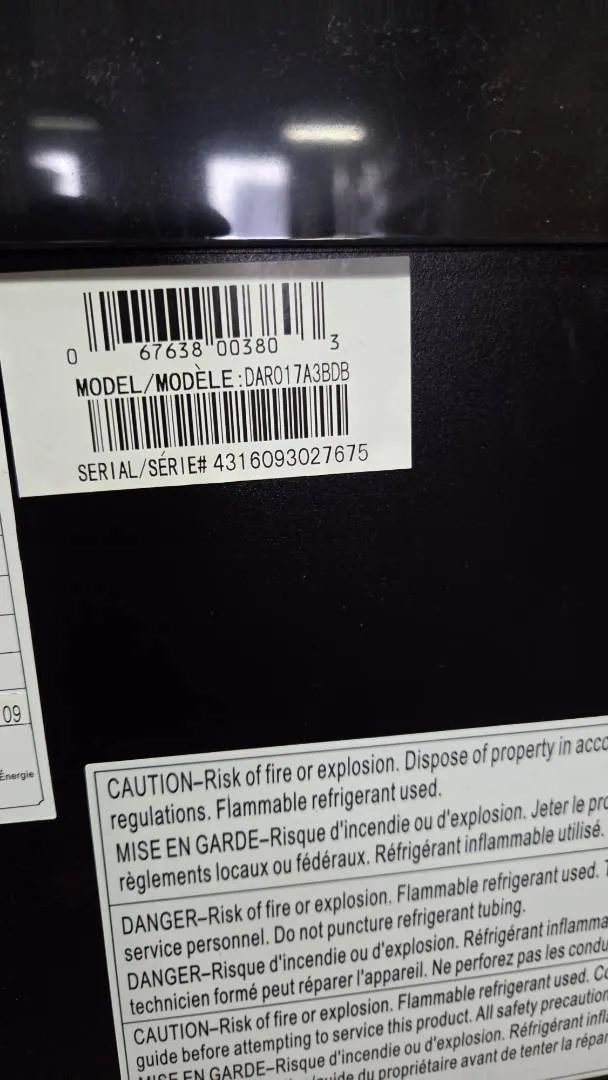 0 67638 00380 3
MODEL/MODÈLE:DAR017A3BDB
SERIAL/SÉRIE# 4316093027675
09
Énergie
CAUTION–Risk of fire or explosion. Dispose of property in acco
regulations. Flammable refrigerant used.
MISE EN GARDE–Risque d'incendie ou d'explosion. Jeter le pro
règlements locaux ou fédéraux. Réfrigérant inflammable utilisé.
DANGER–Risk of fire or explosion. Flammable refrigerant used. T
service personnel. Do not puncture refrigerant tubing.
DANGER–Risque d'incendie ou d'explosion. Réfrigérant inflamma
technicien formé peut réparer l'appareil. Ne perforez pas les condu
CAUTION–Risk of fire or explosion. Flammable refrigerant used. Co
guide before attempting to service this product. All safety precaution
MISE EN GARDE–Risque d'incendie ou d'explosion. Réfrigérant infl
guide du propriétaire avant de tenter la répar